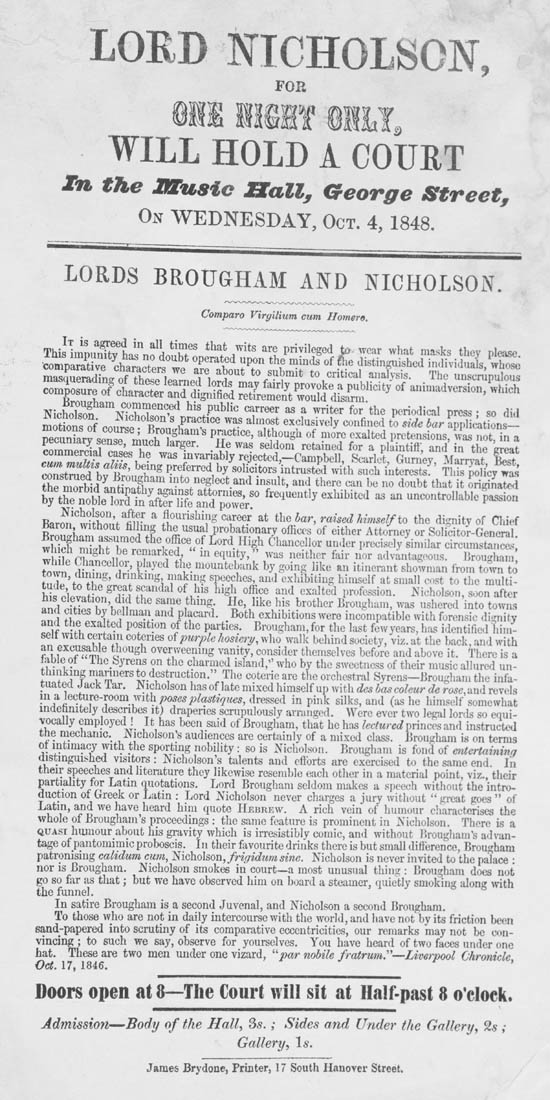 LORD NICHOLSON,
FOR
ONE NIGHT ONLY,
WILL HOLD A COURT
In the Music Hall, George Street,
ON WEDNESDAY, OCT. 4, 1848.
LORDS BROUGHAM AND NICHOLSON.
Comparo Virgilium cum Homero.
IT is agreed in all times that wits are privileged to wear what masks they please.
This impunity has no doubt operated upon the minds of the distinguished individuals, whose
comparative characters we are about to submit to critical analysis. The unscrupulous
masquerading of these learned lords may fairly provoke a publicity of animadversion, which
composure of character and dignified retirement would disarm.
Brougham commenced his public carreer as a writer for the periodical press; so did
Nicholson. Nicholson's practice was almost exclusively confined to side bar applications—
motions of course; Brougham's practice, although of more exalted pretensions, was not, in a
pecuniary sense, much larger. He was seldom retained for a plaintiff, and in the great
commercial cases he was invariably rejected,—Campbell, Scarlet, Gurney, Marryat, Best,
cum multis aliis, being preferred by solicitors intrusted with such interests. This policy was
construed by Brougham into neglect and insult, and there can be no doubt that it originated
the morbid antipathy against attornies, so frequently exhibited as an uncontrollable passion
by the noble lord in after life and power.
Nicholson, after a flourishing career at the bar, raised himself to the dignity of Chief
Baron, without filling the usual probationary offices of either Attorney or Solicitor-General.
Brougham assumed the office of Lord High Chancellor under precisely similar circumstances,
which might be remarked, "in equity," was neither fair nor advantageous. Brougham,
while Chancellor, played the mountebank by going like an itinerant showman from town to
town, dining, drinking, making speeches, and exhibiting himself at small cost to the multi-
tude, to the great scandal of his high office and exalted profession. Nicholson, soon after
his elevation, did the same thing. He, like his brother Brougham, was ushered into towns
and cities by bellman and placard. Both exhibitions were incompatible with forensic dignity
and the exalted position of the parties. Brougham, for the last few years, has identified him-
self with certain coteries of purple hosiery, who walk behind society, viz. at the back, and with
an excusable though overweening vanity, consider themselves before and above it. There is a
fable of "The Syrens on the charmed island," who by the sweetness of their music allured un-
thinking mariners to destruction." The coterie are the orchestral Syrens—Brougham the infa-
tuated Jack Tar. Nicholson has of late mixed himself up with des bas coleur de rose, and revels
in a lecture-room with poses plastiques, dressed in pink silks, and (as he himself somewhat
indefinitely describes it) draperies scrupulously arranged. Were ever two legal lords so equi-
vocally employed! It has been said of Brougham, that he has lectured princes and instructed
the mechanic. Nicholson's audiences are certainly of a mixed class. Brougham is on terms
of intimacy with the sporting nobility: so is Nicholson. Brougham is fond of entertaining
distinguished visitors: Nicholson's talents and efforts are exercised to the same end. In
their speeches and literature they likewise resemble each other in a material point, viz., their
partiality for Latin quotations. Lord Brougham seldom makes a speech without the intro-
duction of Greek or Latin: Lord Nicholson never charges a jury without "great goes" of
Latin, and we have heard him quote HEBREW. A rich vein of humour characterises the
whole of Brougham's proceedings: the same feature is prominent in Nicholson. There is a
QUASI humour about his gravity which is irresistibly comic, and without Brougham's advan-
tage of pantomimic proboscis. In their favourite drinks there is but small difference, Brougham
patronising calidum cum, Nicholson, frigidum sine. Nicholson is never invited to the palace:
nor is Brougham. Nicholson smokes in court—a most unusual thing: Brougham does not
go so far as that; but we have observed him on board a steamer, quietly smoking along with
the funnel.
In satire Brougham is a second Juvenal, and Nicholson a second Brougham.
To those who are not in daily intercourse with the world, and have not by its friction been
sand-papered into scrutiny of its comparative eccentricities, our remarks may not be con-
vincing; to such we say, observe for yourselves. You have heard of two faces under one
hat. These are two men under one vizard, "par nobile fratrum."—Liverpool Chronicle,
Oct. 17, 1846.
Doors open at 8—The Court will sit at Half-past 8 o'clock.
Admission—Body of the Hall, 3s.; Sides and Under the Gallery, 2s;
Gallery, 1s.
James Brydone, Printer, 17 South Hanover Street.